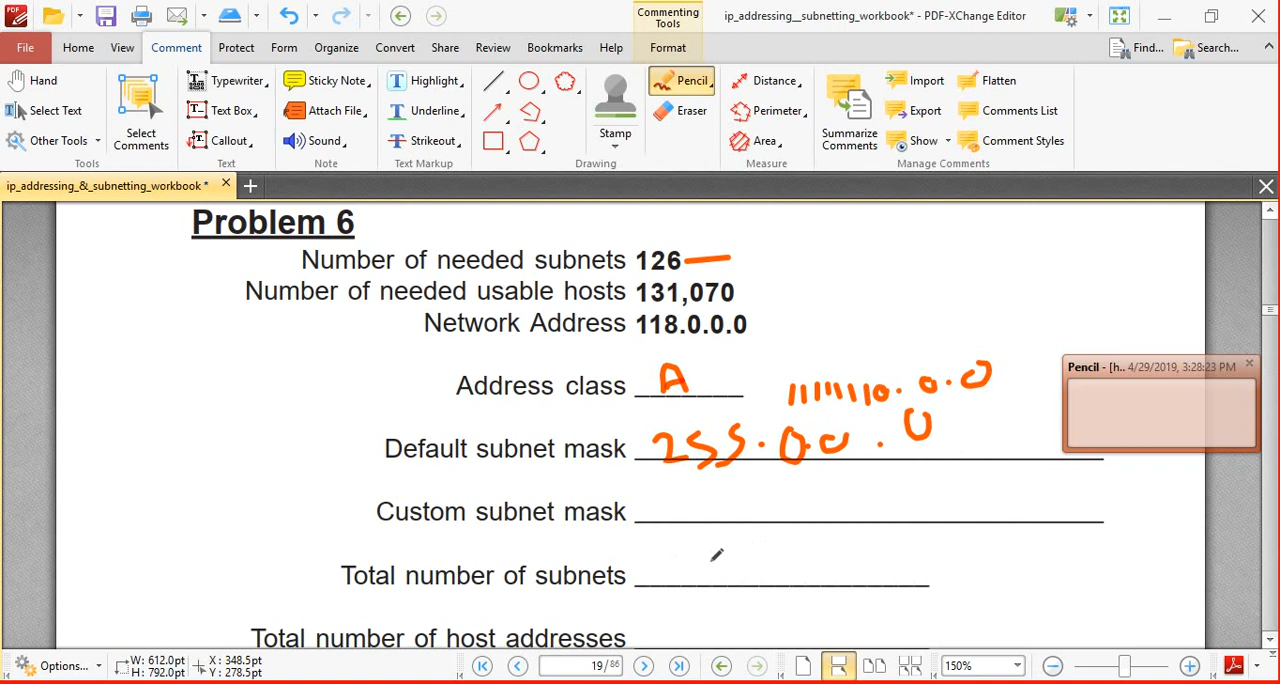 Commenting Tools
ip_addressing__subnetting_workbook* - PDF-XChange Editor
File Home View Comment Protect Form Organize Convert Share Review Bookmarks Help Format Find... Search...
Hand Typewriter Sticky Note Highlight Pencil Distance Import Flatten
Select Text Text Box Attach File Underline Eraser Perimeter Export Comments List
Other Tools Select Comments Callout Sound Strikeout Stamp Area Summarize Comments Show Comment Styles
Tools Text Note Text Markup Drawing Measure Manage Comments
ip_addressing_&_subnetting_workbook *
Problem 6
Number of needed subnets 126
Number of needed usable hosts 131,070
Network Address 118.0.0.0
Pencil - [h.. 4/29/2019, 3:28:23 PM
Address class A 11111110.0.0
Default subnet mask 255.0.0.0
Custom subnet mask
Total number of subnets
Total number of host addresses
Options... W: 612.0pt H: 792.0pt X: 348.5pt Y: 278.5pt 19 / 86 150%